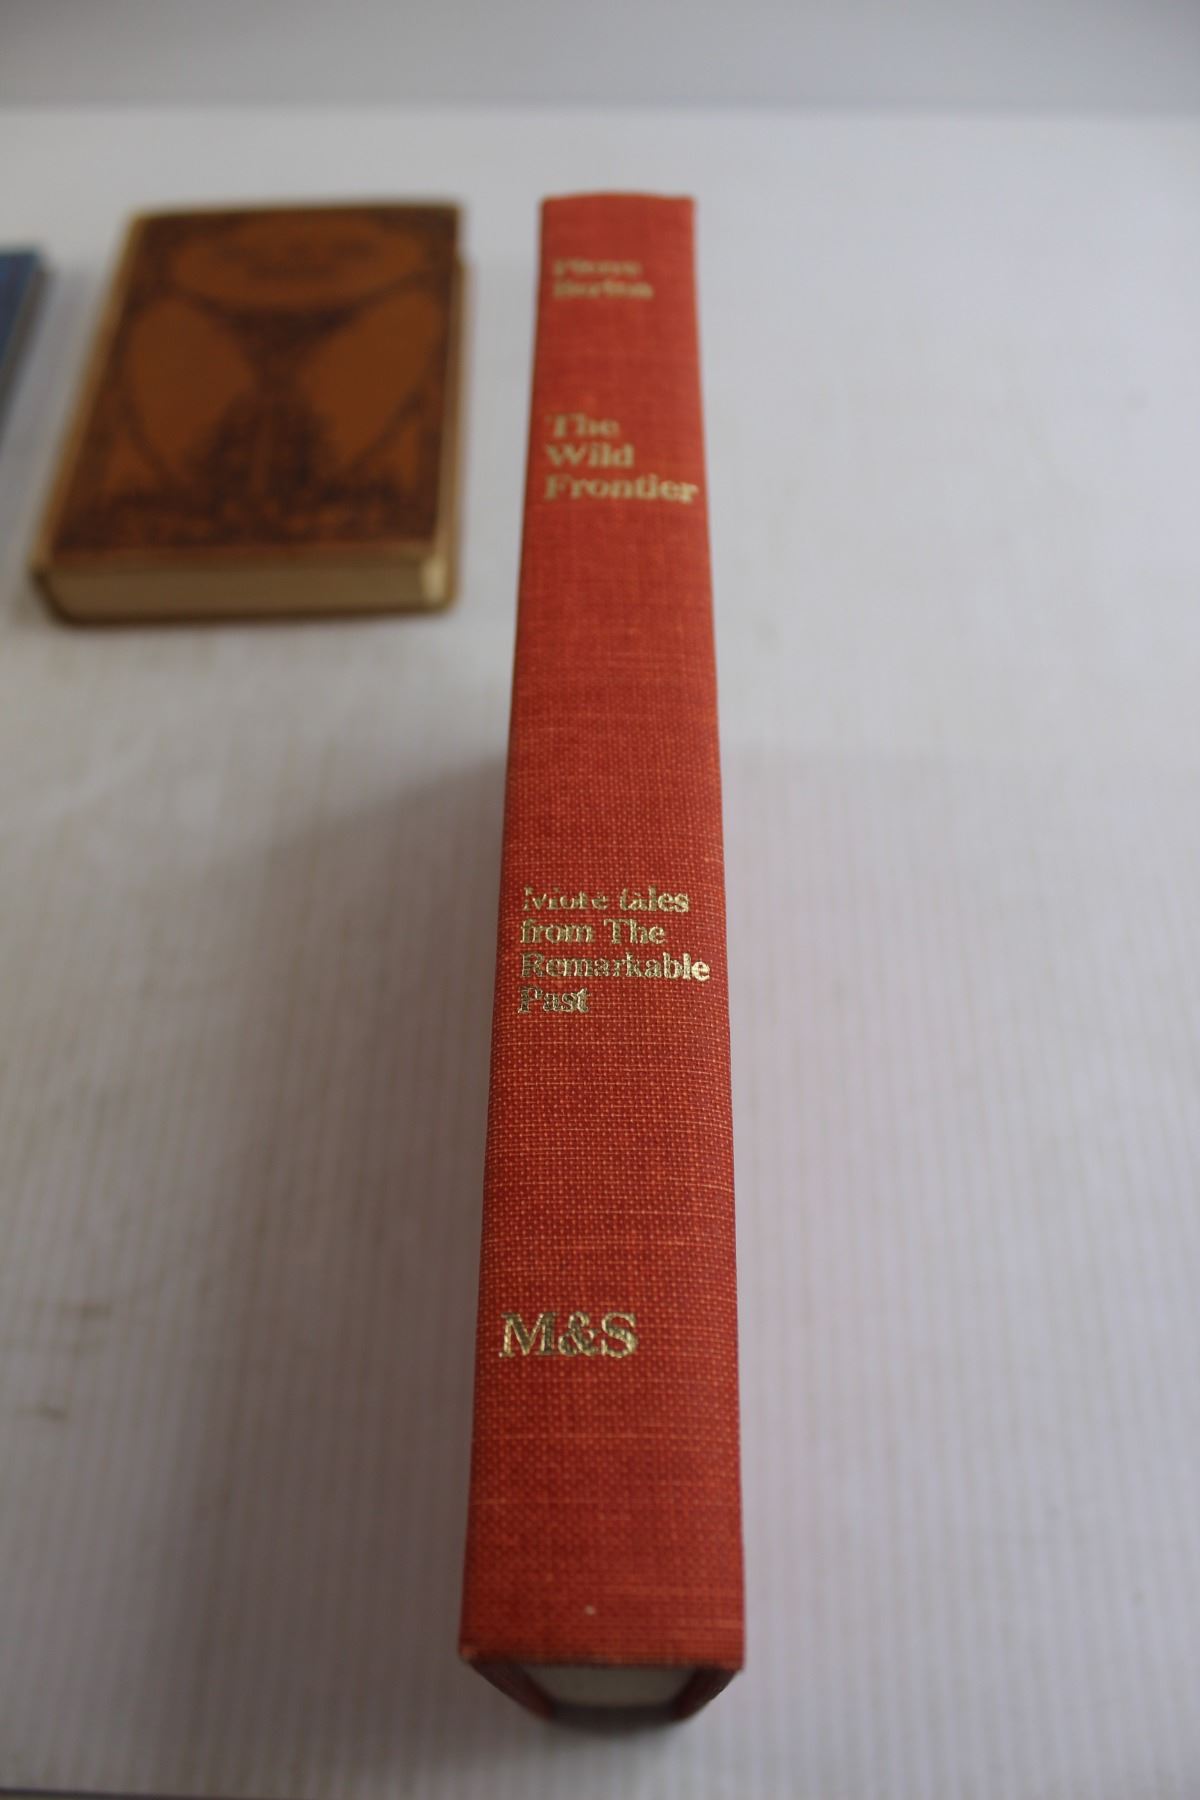 Pierre
Berton
The
Wild
Frontier
More tales
from The
Remarkable
Past
M&S